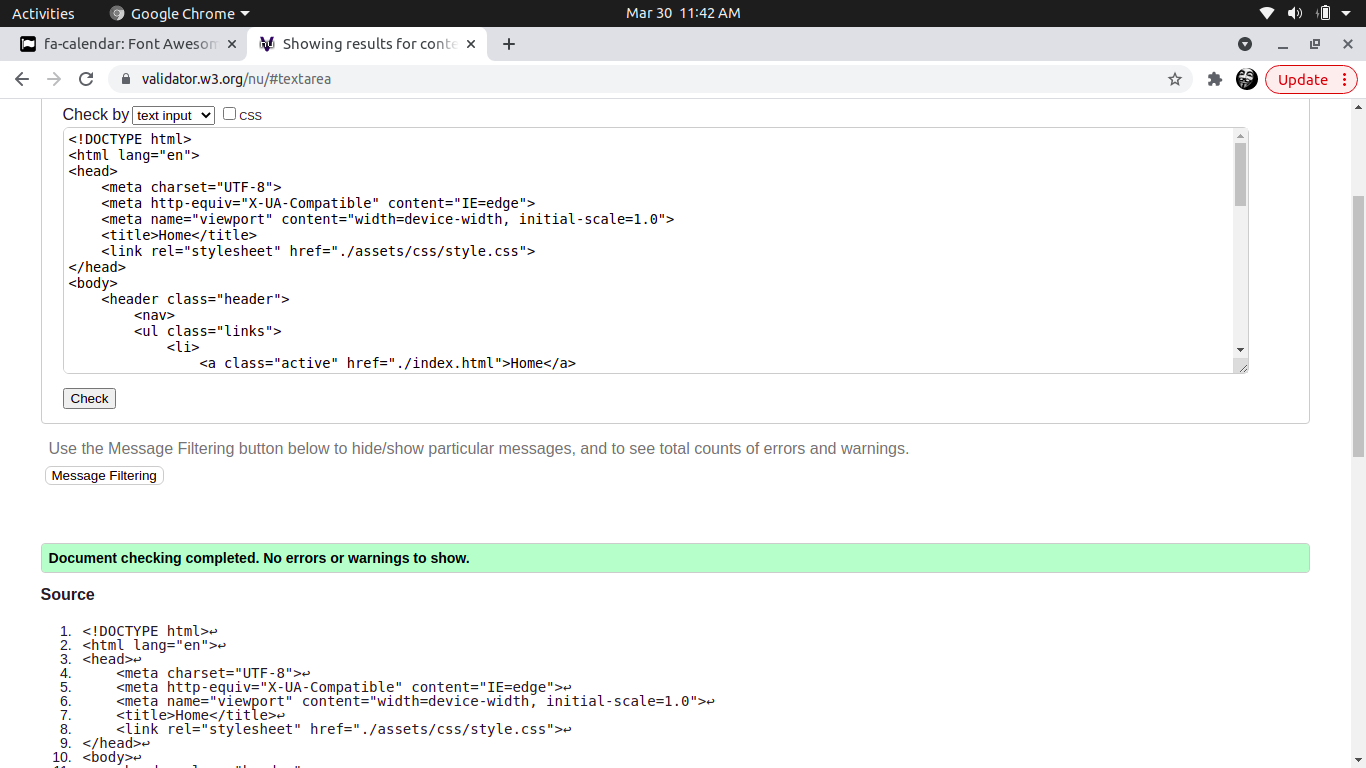 Activities Google Chrome Mar 30 11:42 AM
fa-calendar: Font Awesom Showing results for conte
validator.w3.org/nu/#textarea Update
Check by text input CSS
<!DOCTYPE html>
<html lang="en">
<head>
    <meta charset="UTF-8">
    <meta http-equiv="X-UA-Compatible" content="IE=edge">
    <meta name="viewport" content="width=device-width, initial-scale=1.0">
    <title>Home</title>
    <link rel="stylesheet" href="./assets/css/style.css">
</head>
<body>
    <header class="header">
        <nav>
        <ul class="links">
            <li>
                <a class="active" href="./index.html">Home</a>
Check
Use the Message Filtering button below to hide/show particular messages, and to see total counts of errors and warnings.
Message Filtering
Document checking completed. No errors or warnings to show.
Source
1. <!DOCTYPE html>↩
2. <html lang="en">↩
3. <head>↩
4.     <meta charset="UTF-8">↩
5.     <meta http-equiv="X-UA-Compatible" content="IE=edge">↩
6.     <meta name="viewport" content="width=device-width, initial-scale=1.0">↩
7.     <title>Home</title>↩
8.     <link rel="stylesheet" href="./assets/css/style.css">↩
9. </head>↩
10. <body>↩